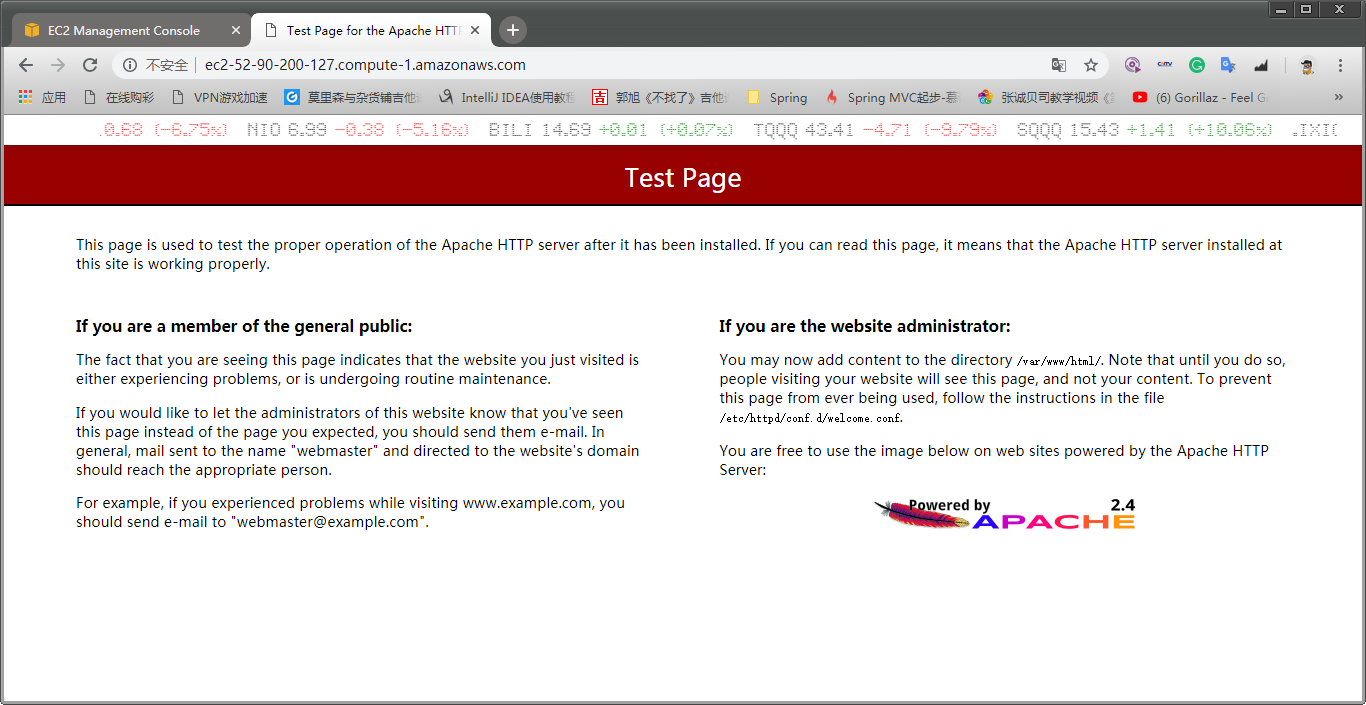 EC2 Management Console
Test Page for the Apache HTT
不安全 ec2-52-90-200-127.compute-1.amazonaws.com
应用 在线购彩 VPN游戏加速 莫里森与杂货铺吉他 IntelliJ IDEA使用教程 郭旭《不找了》吉他 Spring Spring MVC起步-慕 张诚贝司教学视频《 (6) Gorillaz - Feel G »
.0.68 (-6.75%) NIO 6.99 -0.38 (-5.16%) BILI 14.69 +0.01 (+0.07%) TQQQ 43.41 -4.71 (-9.79%) SQQQ 15.43 +1.41 (+10.06%) .IXI
Test Page
This page is used to test the proper operation of the Apache HTTP server after it has been installed. If you can read this page, it means that the Apache HTTP server installed at
this site is working properly.
If you are a member of the general public:
The fact that you are seeing this page indicates that the website you just visited is
either experiencing problems, or is undergoing routine maintenance.
If you would like to let the administrators of this website know that you've seen
this page instead of the page you expected, you should send them e-mail. In
general, mail sent to the name "webmaster" and directed to the website's domain
should reach the appropriate person.
For example, if you experienced problems while visiting www.example.com, you
should send e-mail to "webmaster@example.com".
If you are the website administrator:
You may now add content to the directory /var/www/html/. Note that until you do so,
people visiting your website will see this page, and not your content. To prevent
this page from ever being used, follow the instructions in the file
/etc/httpd/conf.d/welcome.conf.
You are free to use the image below on web sites powered by the Apache HTTP
Server:
Powered by 2.4
APACHE